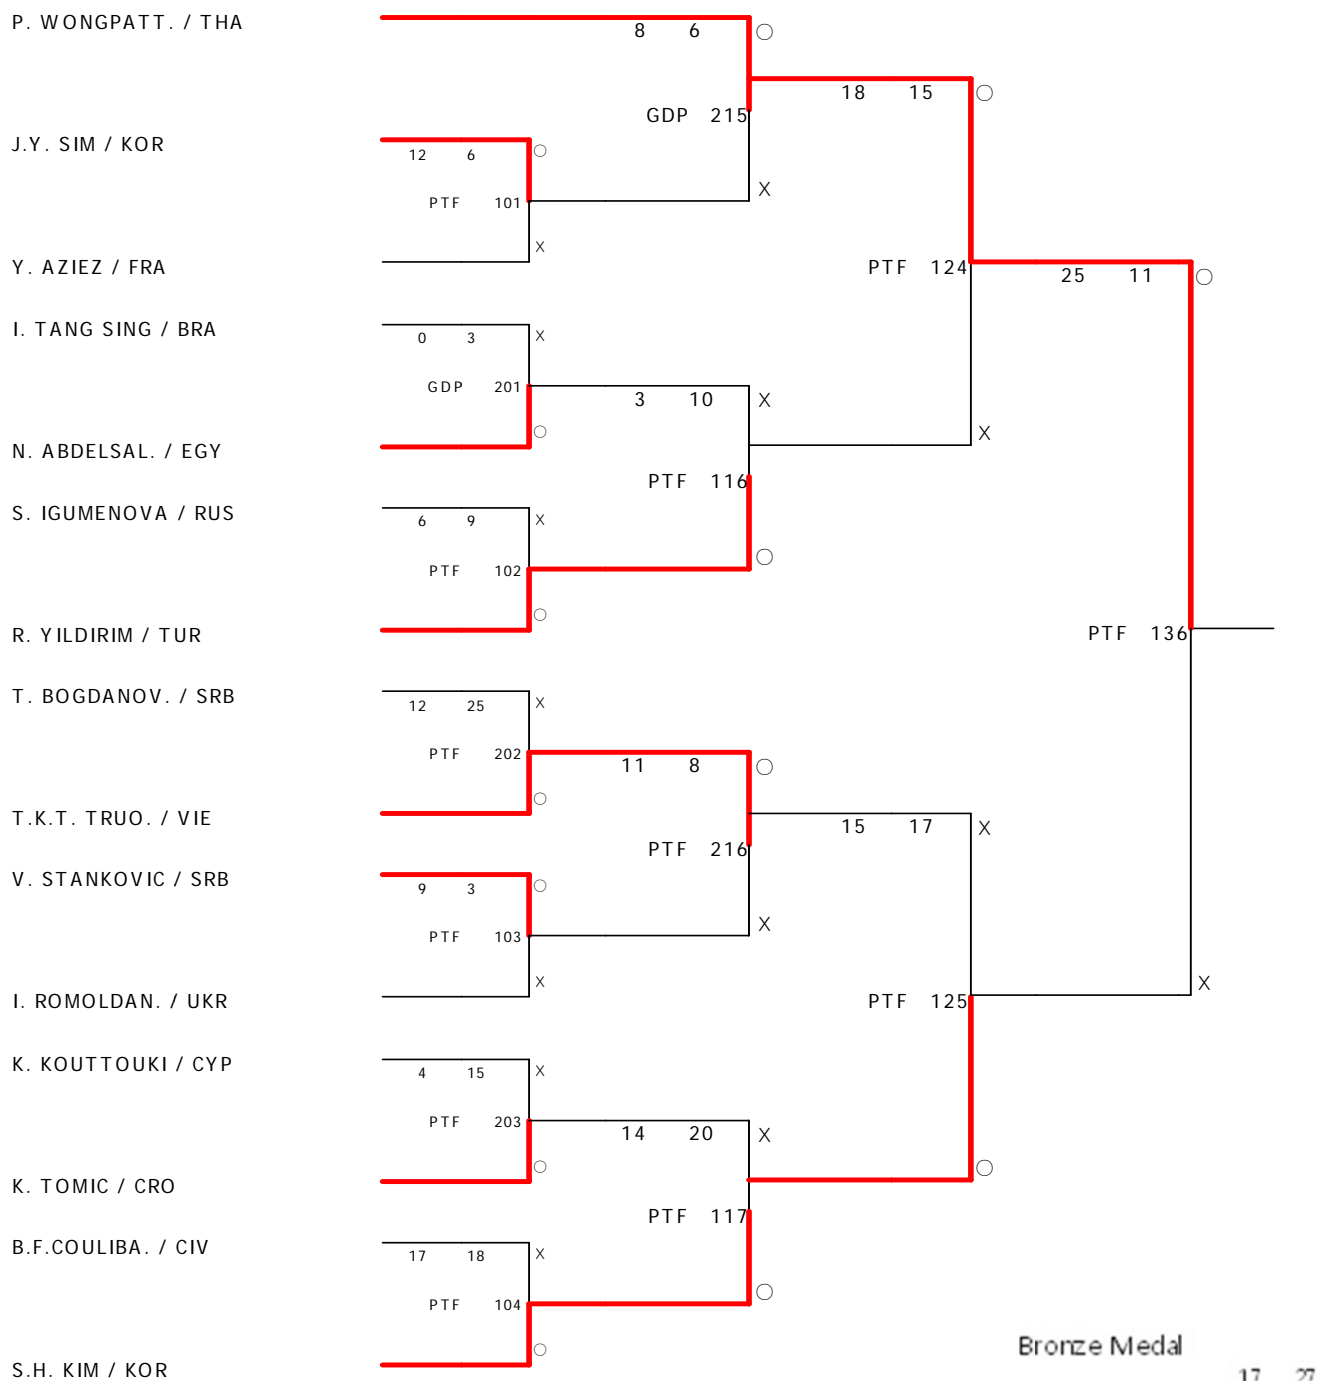 P. WONGPATT. / THA
8 6 ○
18 15 ○
GDP 215
J.Y. SIM / KOR
12 6 ○
X
PTF 101
X
Y. AZIEZ / FRA
PTF 124
25 11 ○
I. TANG SING / BRA
0 3 X
GDP 201
3 10 X
○
X
N. ABDELSAL. / EGY
PTF 116
S. IGUMENOVA / RUS
6 9 X
○
PTF 102
○
R. YILDIRIM / TUR
PTF 136
T. BOGDANOV. / SRB
12 25 X
PTF 202
11 8 ○
○
T.K.T. TRUO. / VIE
15 17 X
PTF 216
V. STANKOVIC / SRB
9 3 ○
X
PTF 103
X
X
I. ROMOLDAN. / UKR
PTF 125
K. KOUTTOUKI / CYP
4 15 X
PTF 203
14 20 X
○
○
K. TOMIC / CRO
PTF 117
B.F.COULIBA. / CIV
17 18 X
○
PTF 104
○
Bronze Medal
S.H. KIM / KOR
17 27